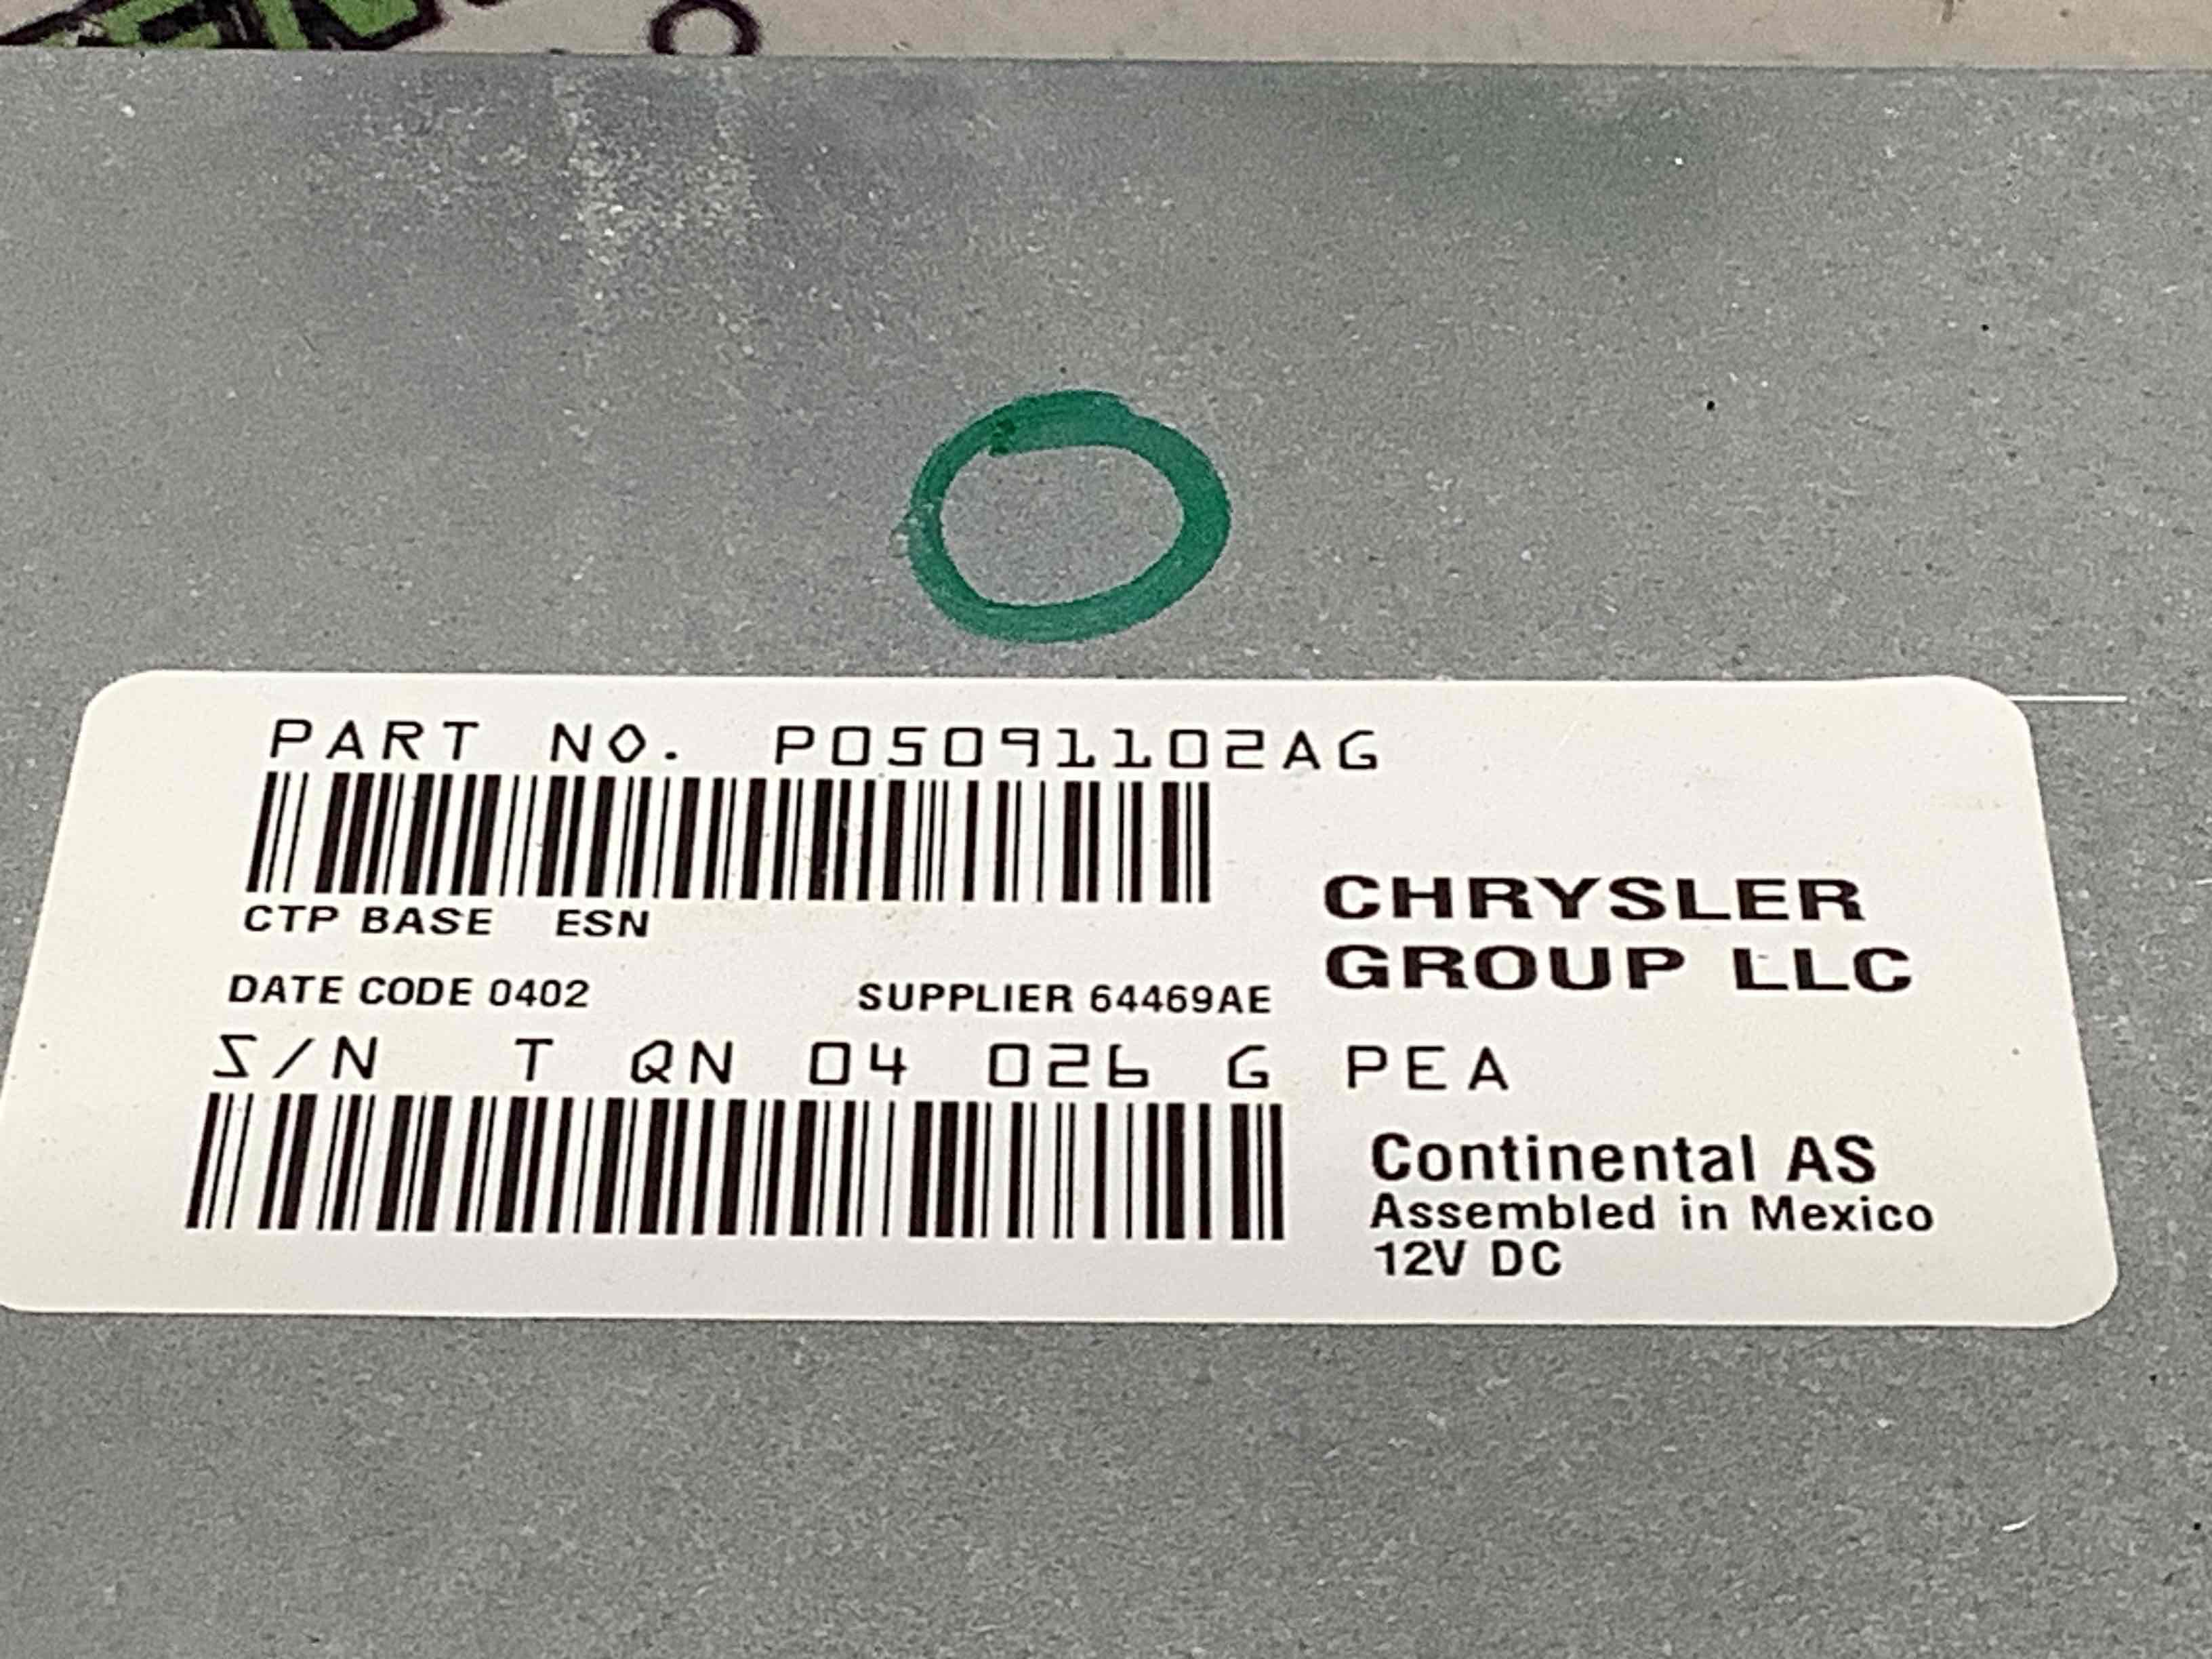 PART NO. P05091102AG
CTP BASE ESN
DATE CODE 0402 SUPPLIER 64469AE
CHRYSLER
GROUP LLC
S/N T QN 04 026 G PEA
Continental AS
Assembled in Mexico
12V DC